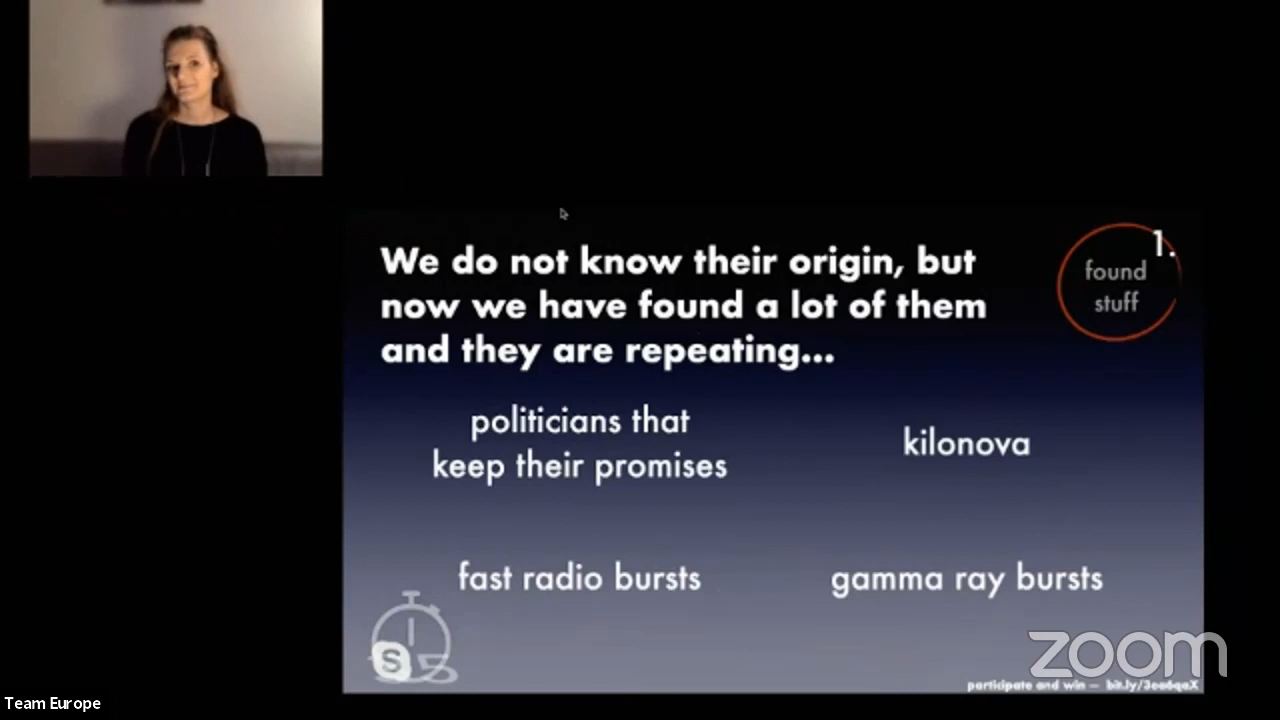 We do not know their origin, but
now we have found a lot of them
and they are repeating...
1.
found
stuff
politicians that
keep their promises
kilonova
fast radio bursts
gamma ray bursts
S
zoom
participate and win —
Team Europe